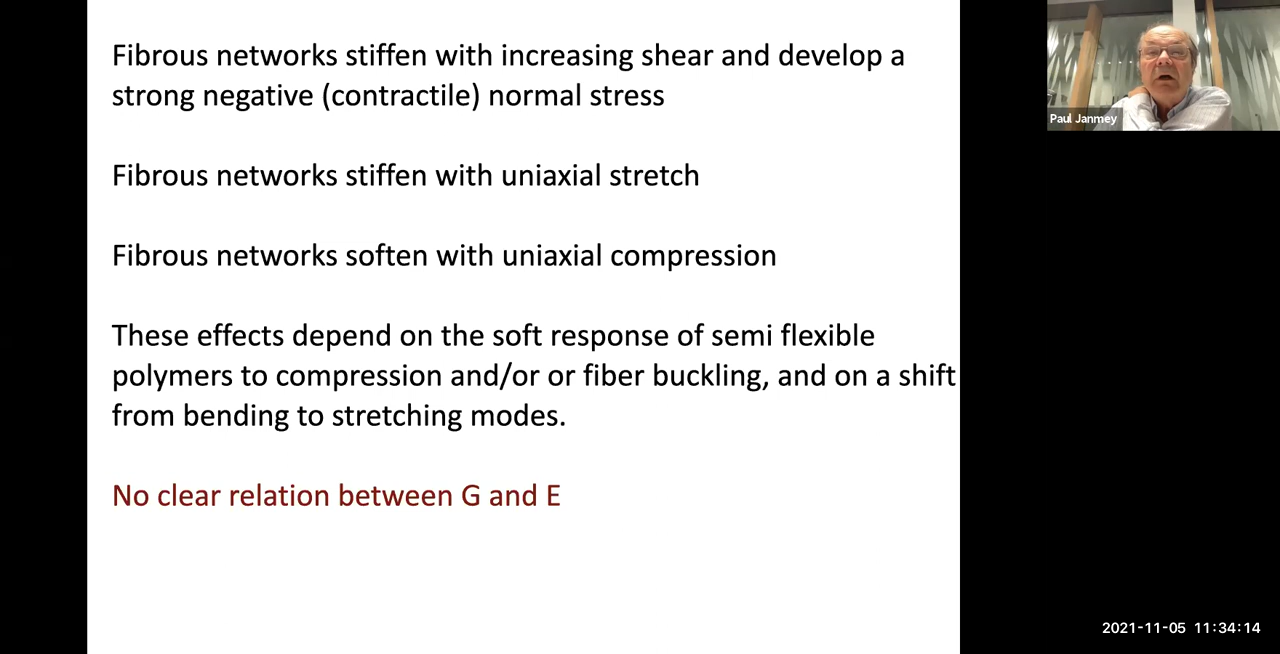 Fibrous networks stiffen with increasing shear and develop a
strong negative (contractile) normal stress
Fibrous networks stiffen with uniaxial stretch
Fibrous networks soften with uniaxial compression
These effects depend on the soft response of semi flexible
polymers to compression and/or or fiber buckling, and on a shift
from bending to stretching modes.
No clear relation between G and E
Paul Janmey
2021-11-05 11:34:14